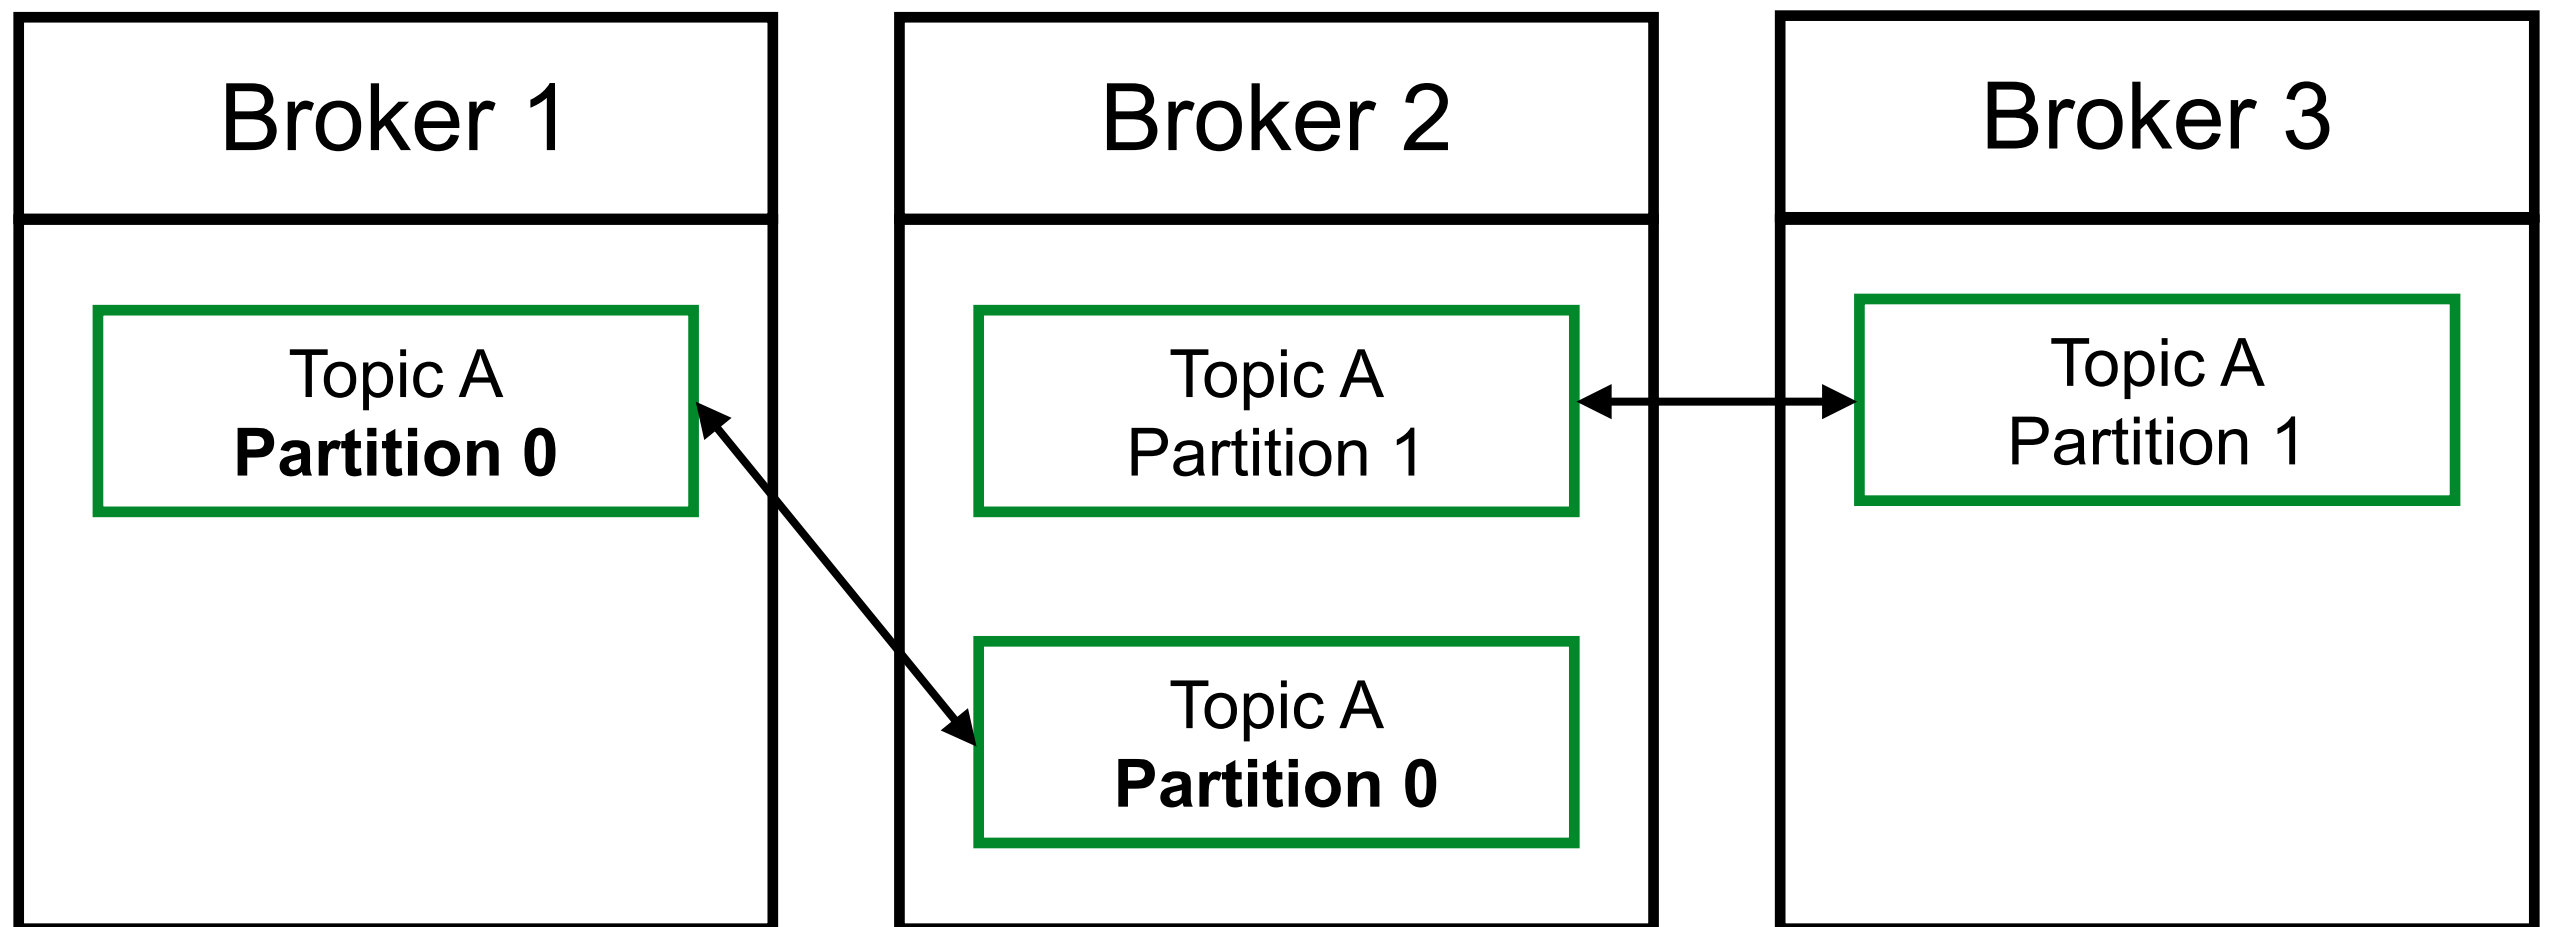 Broker 1
Topic A
Partition 0
Broker 2
Topic A
Partition 1
Topic A
Partition 0
Broker 3
Topic A
Partition 1